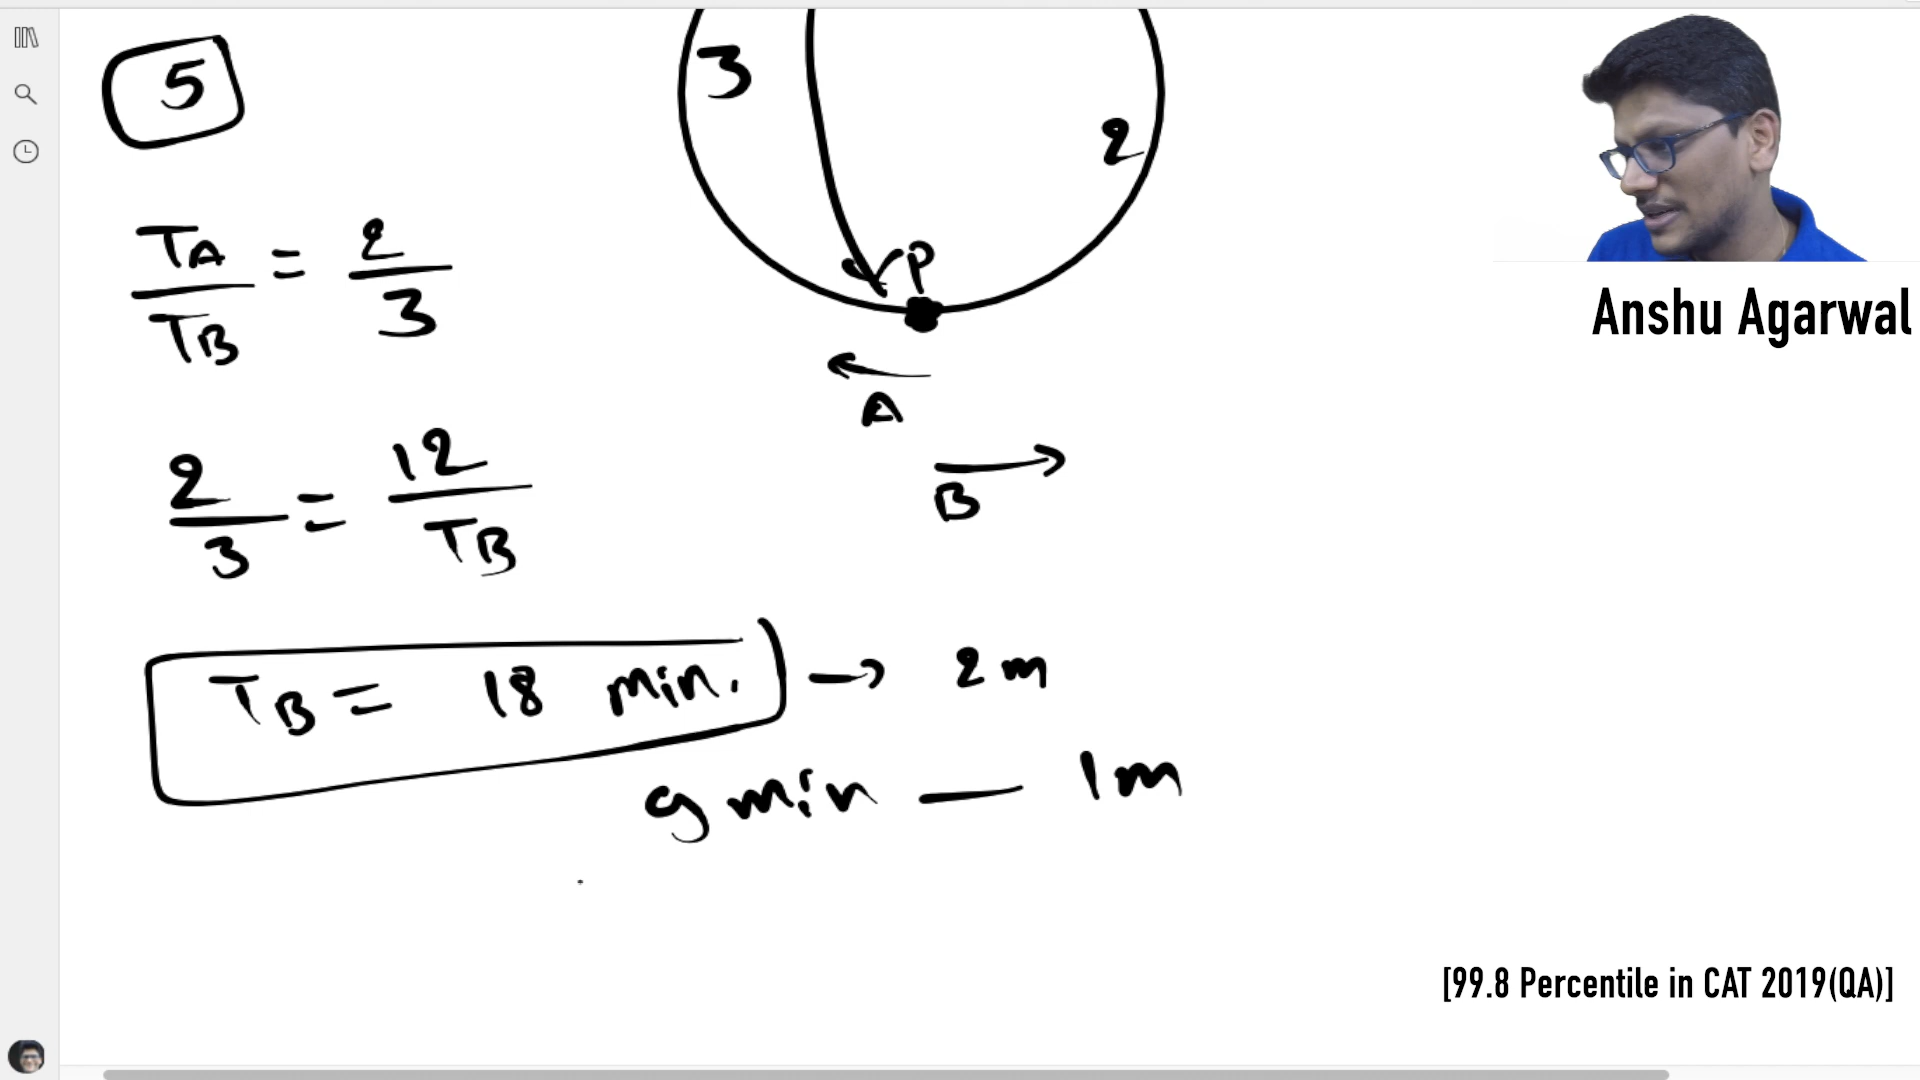 5
3
2
TA/TB = 2/3
P
A
2/3 = 12/TB
B
TB = 18 min. → 2m
9 min — 1m
Anshu Agarwal
[99.8 Percentile in CAT 2019(QA)]